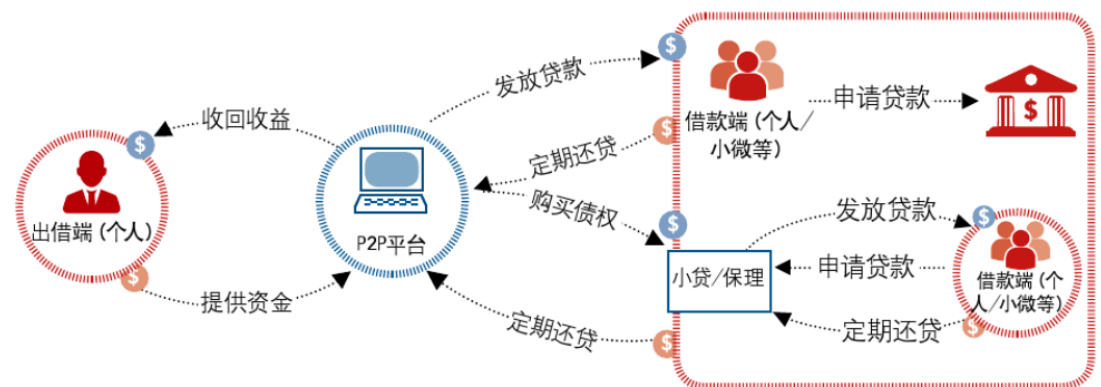 发放贷款
收回收益
借款端（个人/
小微等）
申请贷款
$
定期还贷
出借端（个人）
P2P平台
购买债权
发放贷款
提供资金
小贷/保理
申请贷款
借款端（个
人/小微等）
定期还贷
定期还贷
$
$
$
$
$
$
$
$